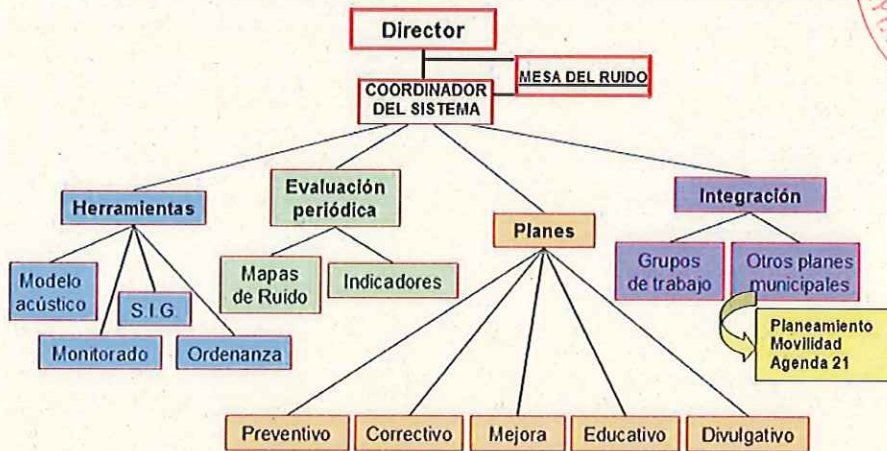 Director
MESA DEL RUIDO
COORDINADOR
DEL SISTEMA
Herramientas
Evaluación
periódica
Planes
Integración
Modelo
acústico
S.I.G.
Monitorado
Ordenanza
Mapas
de Ruido
Indicadores
Grupos
de trabajo
Otros planes
municipales
Planeamiento
Movilidad
Agenda 21
Preventivo
Correctivo
Mejora
Educativo
Divulgativo